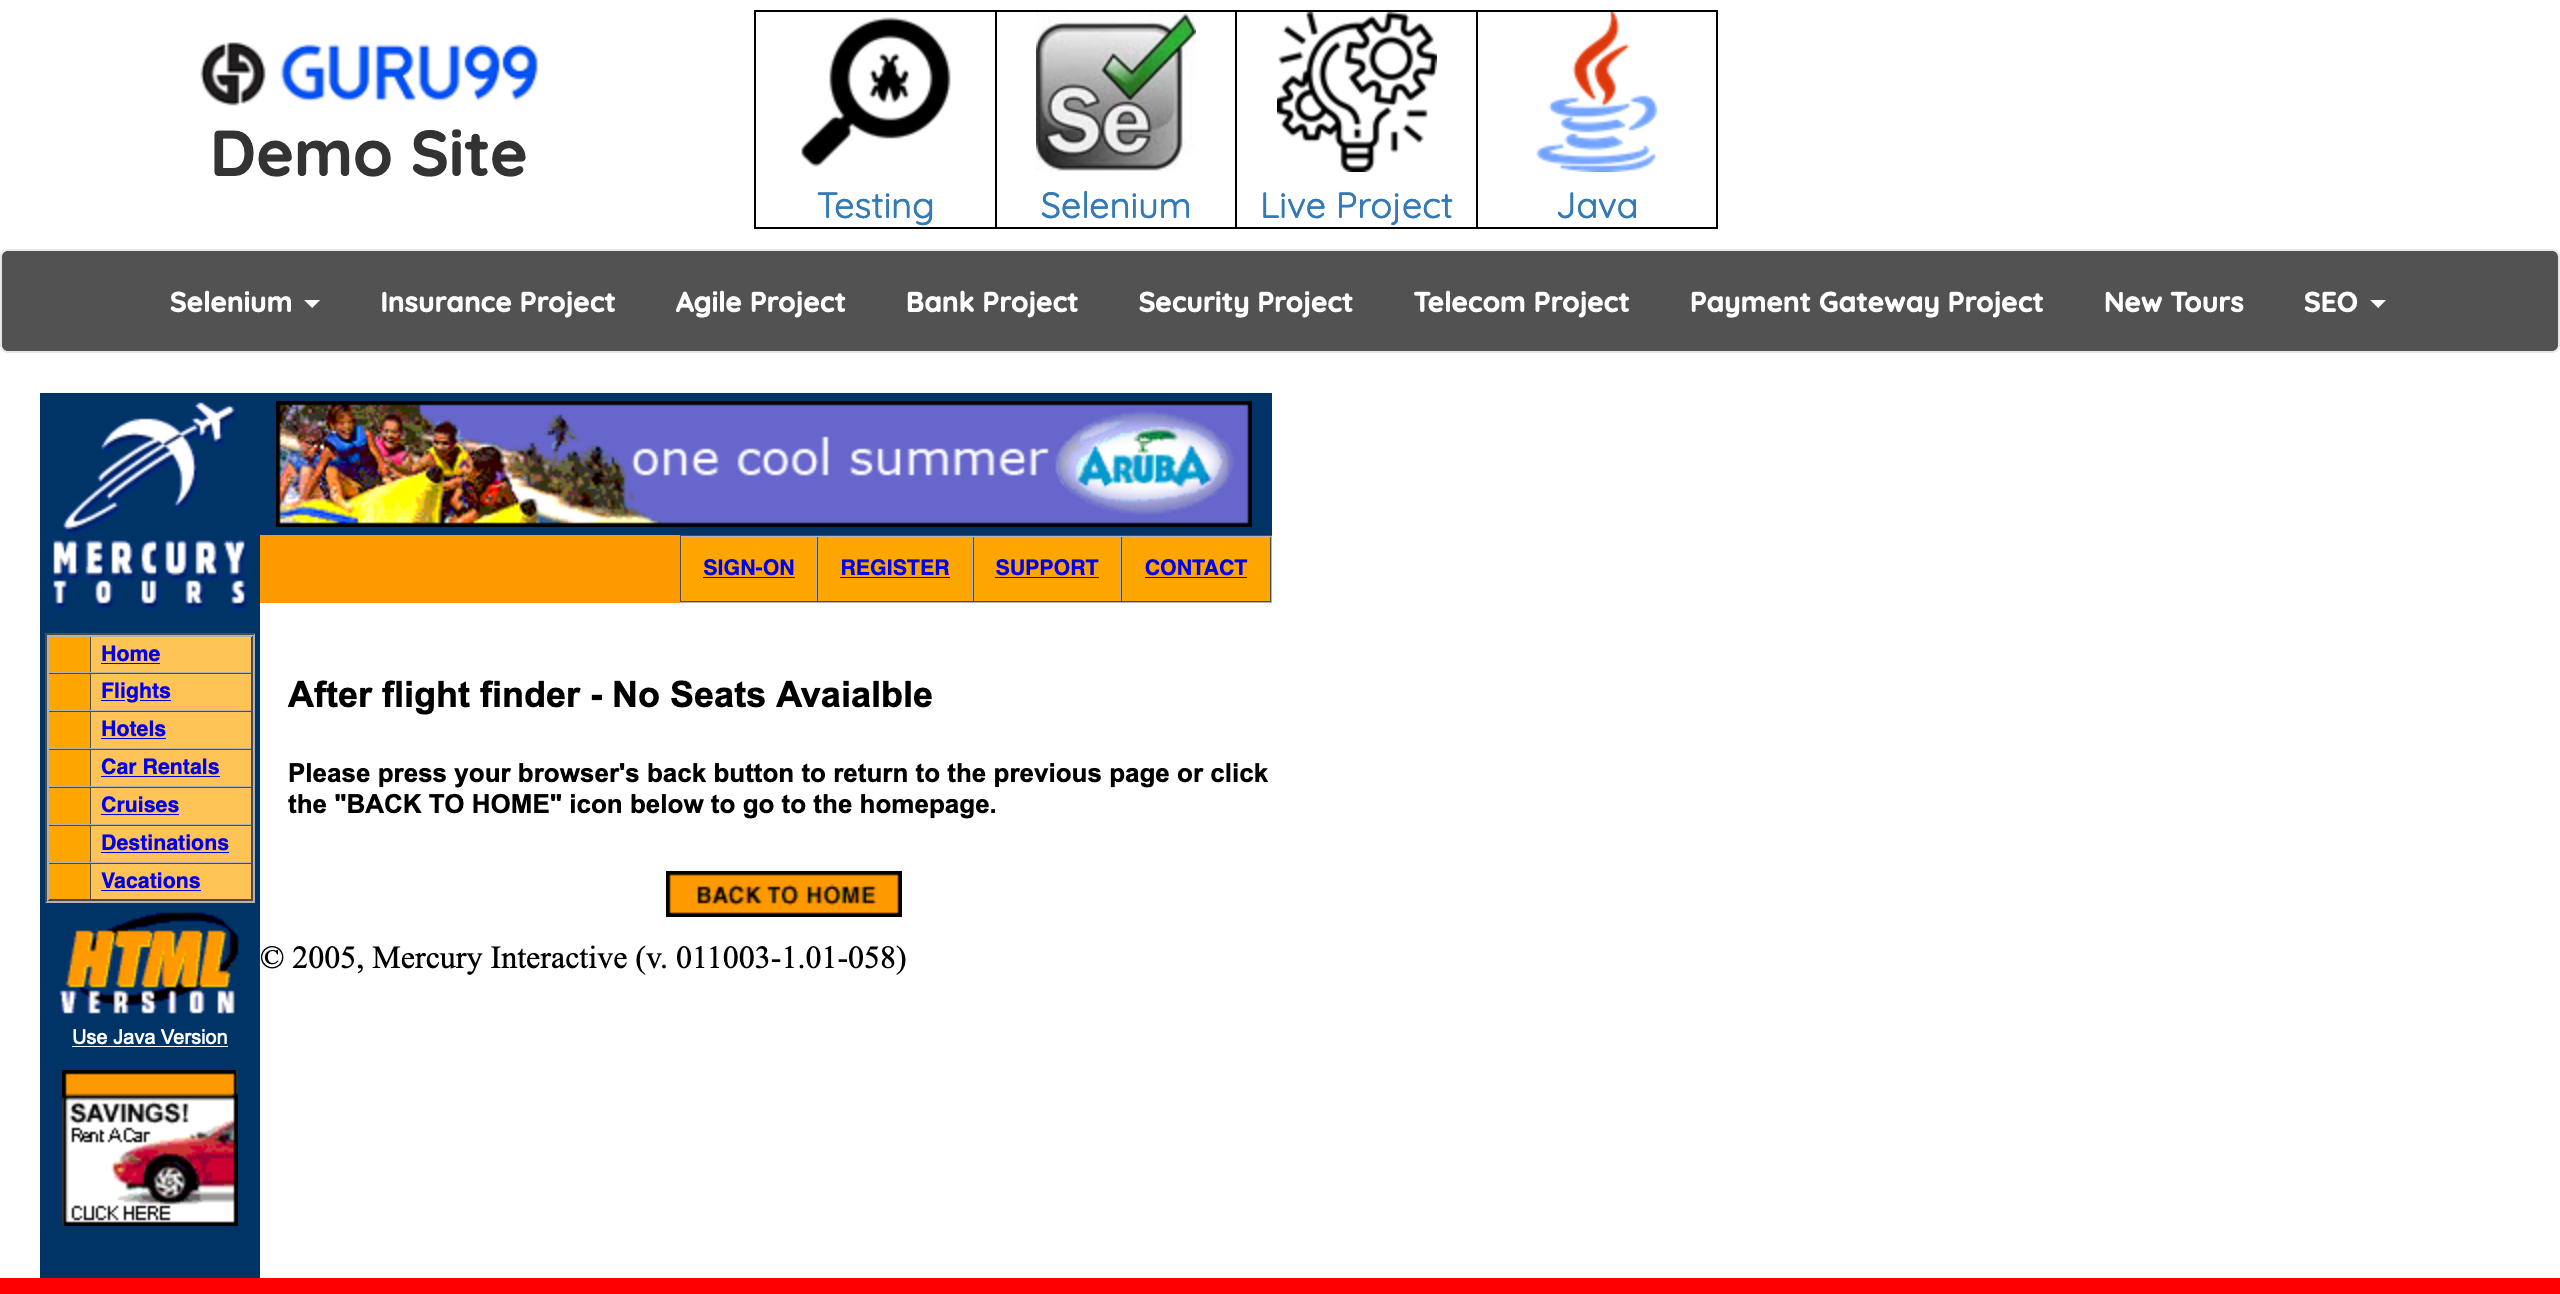 GURU99
Demo Site
Se
Testing
Selenium
Live Project
Java
Selenium
Insurance Project
Agile Project
Bank Project
Security Project
Telecom Project
Payment Gateway Project
New Tours
SEO
MERCURY
TOURS
one cool summer
ARUBA
SIGN-ON
REGISTER
SUPPORT
CONTACT
Home
Flights
Hotels
Car Rentals
Cruises
Destinations
Vacations
HTML
VERSION
Use Java Version
SAVINGS!
Rent A Car
CLICK HERE
After flight finder - No Seats Avaialble
Please press your browser's back button to return to the previous page or click
the "BACK TO HOME" icon below to go to the homepage.
BACK TO HOME
© 2005, Mercury Interactive (v. 011003-1.01-058)